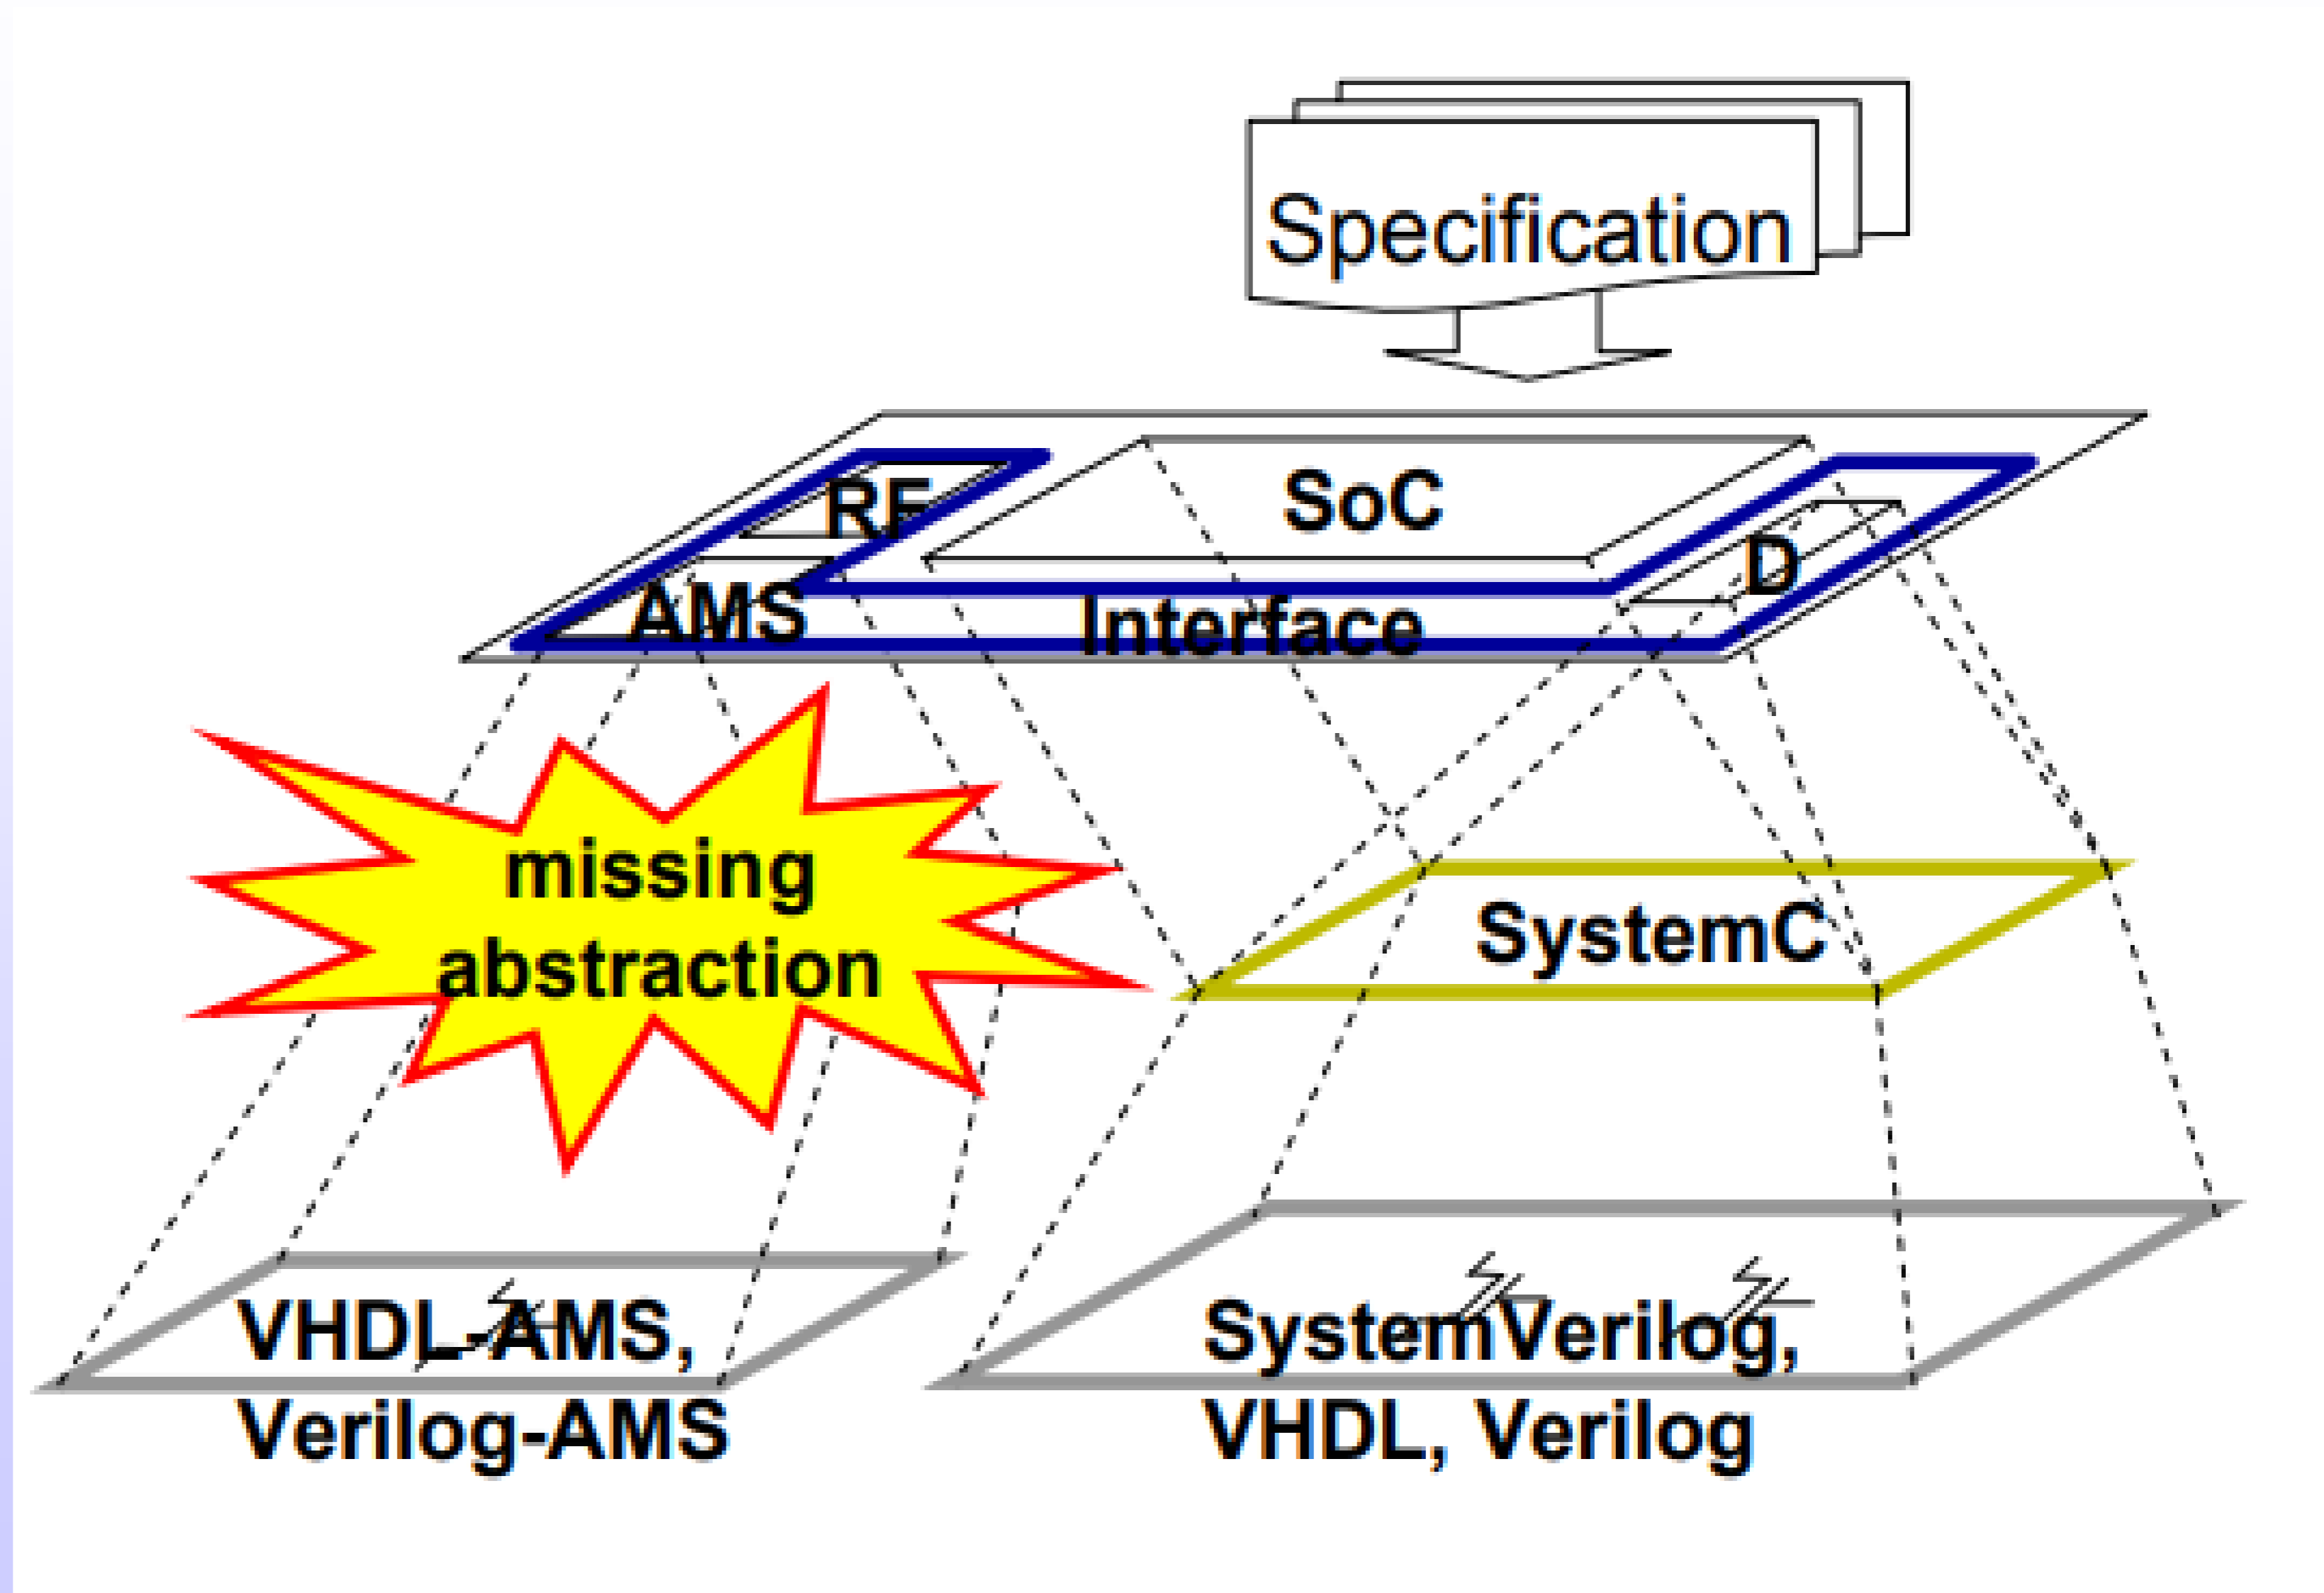 Specification
RF
SoC
D
AMS
Interface
missing
abstraction
SystemC
VHDL-AMS,
Verilog-AMS
SystemVerilog,
VHDL, Verilog